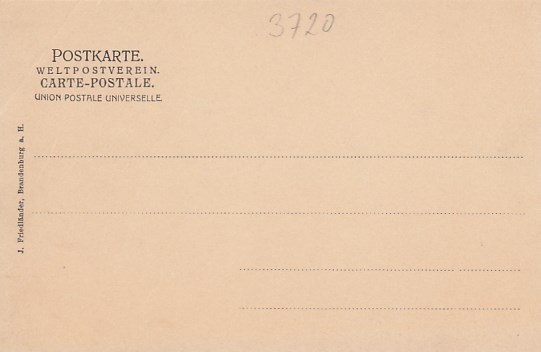 3720
POSTKARTE.
WELTPOSTVEREIN.
CARTE-POSTALE.
UNION POSTALE UNIVERSELLE.
J. Friedländer, Brandenburg a. H.